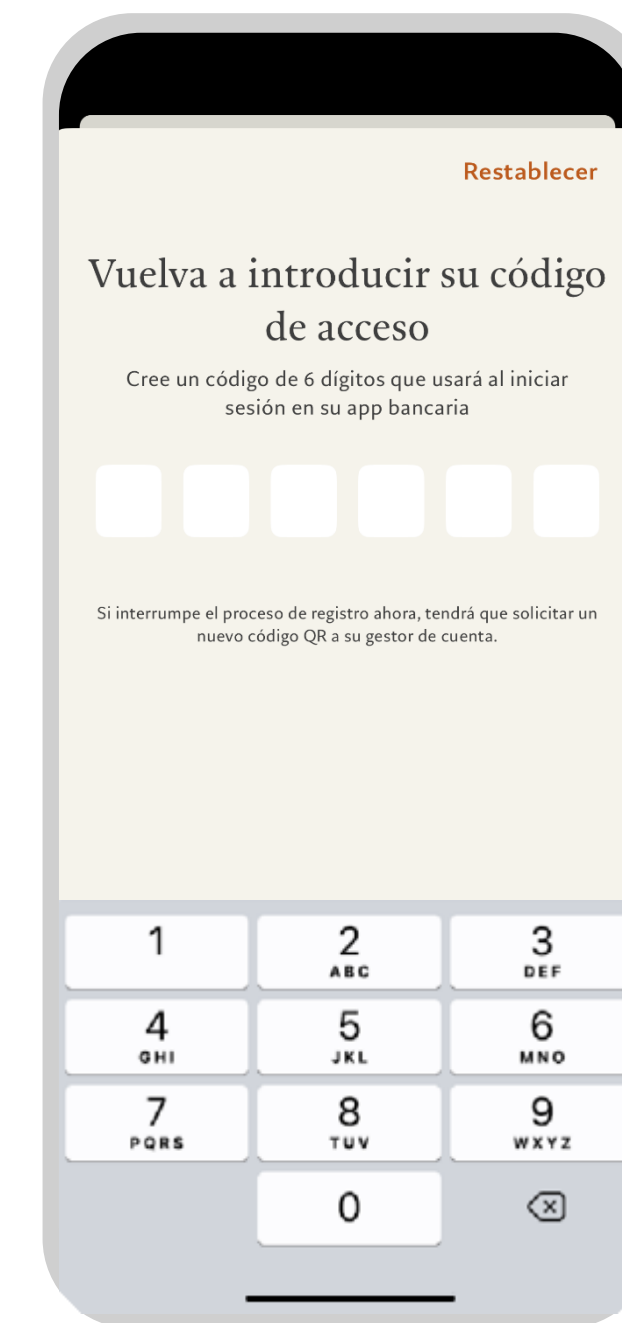 Restablecer
Vuelva a introducir su código
de acceso
Cree un código de 6 dígitos que usará al iniciar
sesión en su app bancaria
Si interrumpe el proceso de registro ahora, tendrá que solicitar un
nuevo código QR a su gestor de cuenta.
1 2 3
ABC DEF
4 5 6
GHI JKL MNO
7 8 9
PQRS TUV WXYZ
0